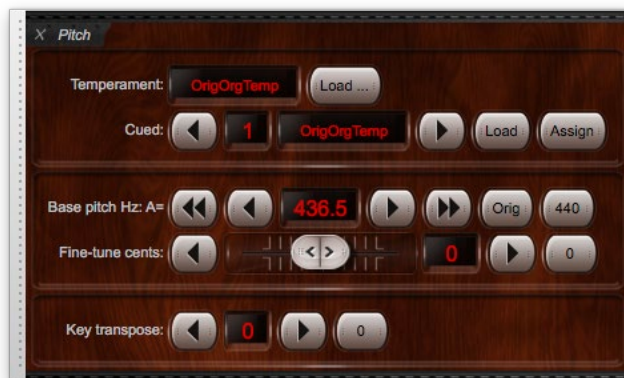 X Pitch
Temperament: OrigOrgTemp Load ...
Cued: 1 OrigOrgTemp Load Assign
Base pitch Hz: A= 436.5 Orig 440
Fine-tune cents: 0 0
Key transpose: 0 0